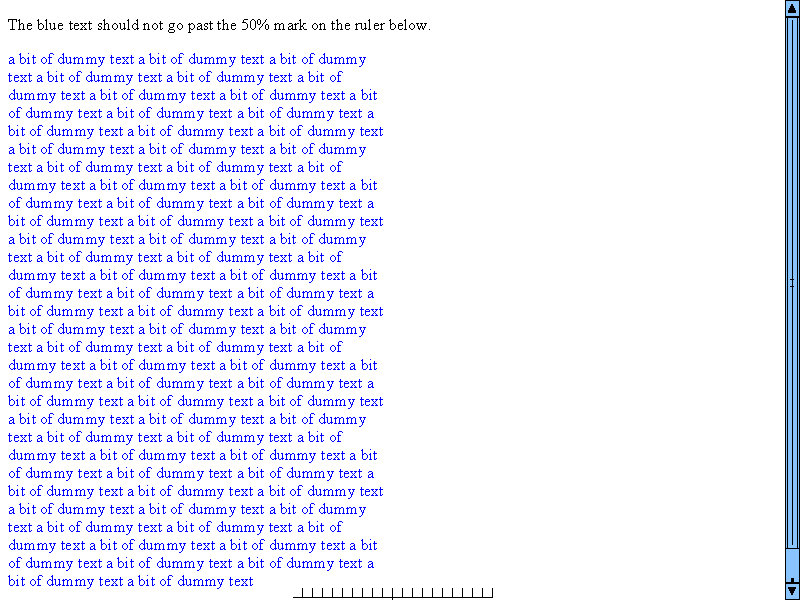 The blue text should not go past the 50% mark on the ruler below.
a bit of dummy text a bit of dummy text a bit of dummy
text a bit of dummy text a bit of dummy text a bit of
dummy text a bit of dummy text a bit of dummy text a bit
of dummy text a bit of dummy text a bit of dummy text a
bit of dummy text a bit of dummy text a bit of dummy text
a bit of dummy text a bit of dummy text a bit of dummy
text a bit of dummy text a bit of dummy text a bit of
dummy text a bit of dummy text a bit of dummy text a bit
of dummy text a bit of dummy text a bit of dummy text a
bit of dummy text a bit of dummy text a bit of dummy text
a bit of dummy text a bit of dummy text a bit of dummy
text a bit of dummy text a bit of dummy text a bit of
dummy text a bit of dummy text a bit of dummy text a bit
of dummy text a bit of dummy text a bit of dummy text a
bit of dummy text a bit of dummy text a bit of dummy text
a bit of dummy text a bit of dummy text a bit of dummy
text a bit of dummy text a bit of dummy text a bit of
dummy text a bit of dummy text a bit of dummy text a bit
of dummy text a bit of dummy text a bit of dummy text a
bit of dummy text a bit of dummy text a bit of dummy text
a bit of dummy text a bit of dummy text a bit of dummy
text a bit of dummy text a bit of dummy text a bit of
dummy text a bit of dummy text a bit of dummy text a bit
of dummy text a bit of dummy text a bit of dummy text a
bit of dummy text a bit of dummy text a bit of dummy text
a bit of dummy text a bit of dummy text a bit of dummy
text a bit of dummy text a bit of dummy text a bit of
dummy text a bit of dummy text a bit of dummy text a bit
of dummy text a bit of dummy text a bit of dummy text a
bit of dummy text a bit of dummy text